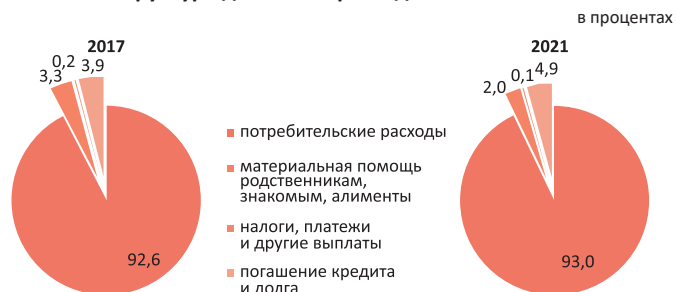 в процентах
2017
3,3
0,2
3,9
92,6
потребительские расходы
материальная помощь
родственникам,
знакомым, алименты
налоги, платежи
и другие выплаты
погашение кредита
и долга
2021
2,0
0,1
4,9
93,0